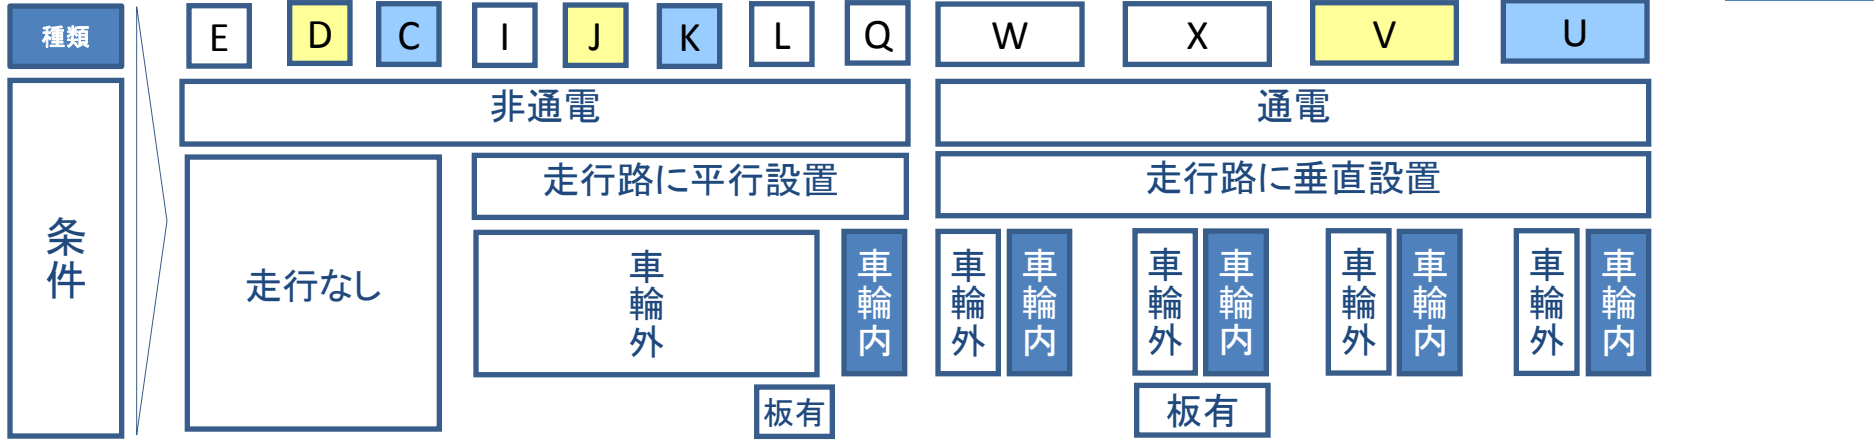 種類
E D C I J K L Q W X V U
条件
非通電 通電
走行なし
走行路に平行設置 走行路に垂直設置
車輪外 車輪内 車輪外 車輪内 車輪外 車輪内 車輪外 車輪内 車輪外 車輪内
板有 板有